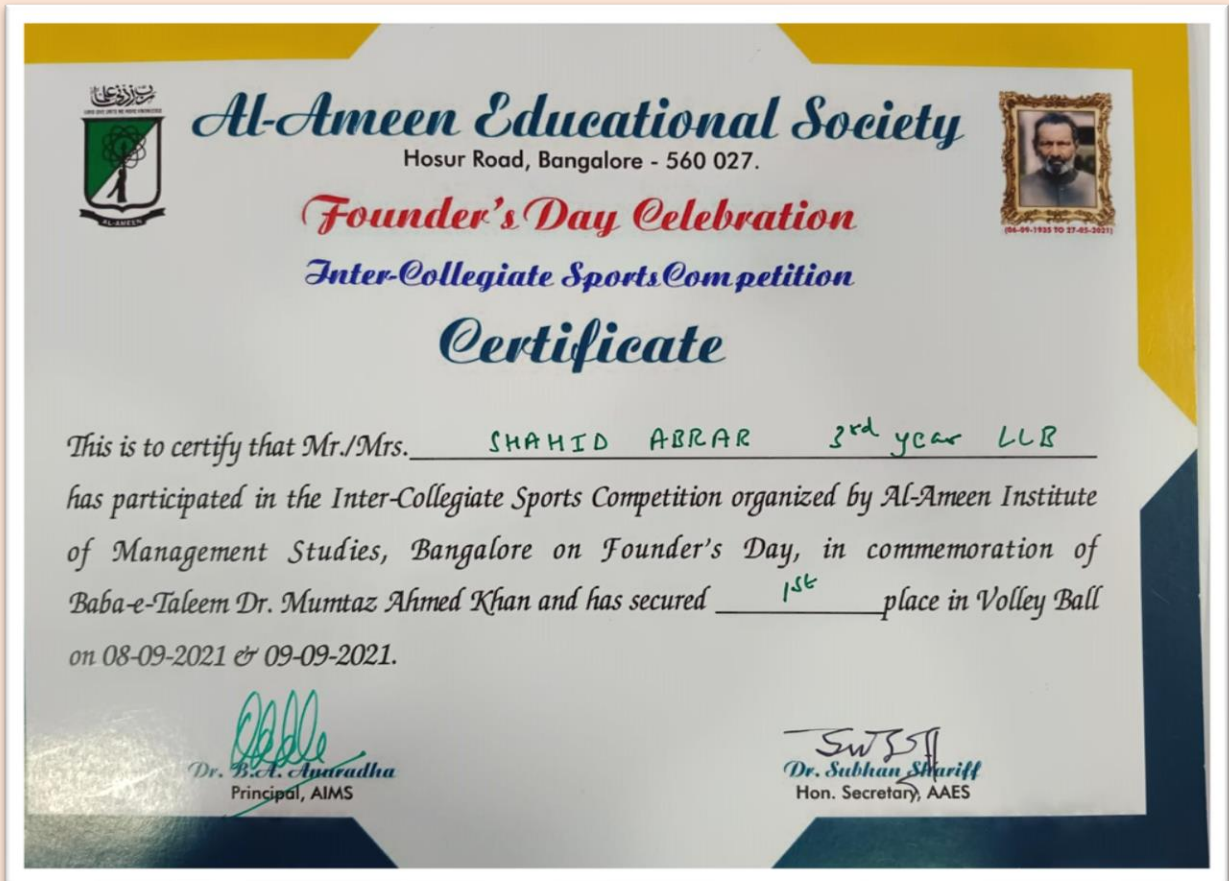 Al-Ameen Educational Society
Hosur Road, Bangalore - 560 027.
Founder's Day Celebration
Inter-Collegiate Sports Competition
Certificate
AL-AMEEN
(06-09-1935 TO 27-05-2021)
This is to certify that Mr./Mrs. SHAHID ABRAR 3rd year LLB
has participated in the Inter-Collegiate Sports Competition organized by Al-Ameen Institute
of Management Studies, Bangalore on Founder's Day, in commemoration of
Baba-e-Taleem Dr. Mumtaz Ahmed Khan and has secured 1st place in Volley Ball
on 08-09-2021 & 09-09-2021.
Dr. B.A. Anuradha
Principal, AIMS
Dr. Subhan Shariff
Hon. Secretary, AAES